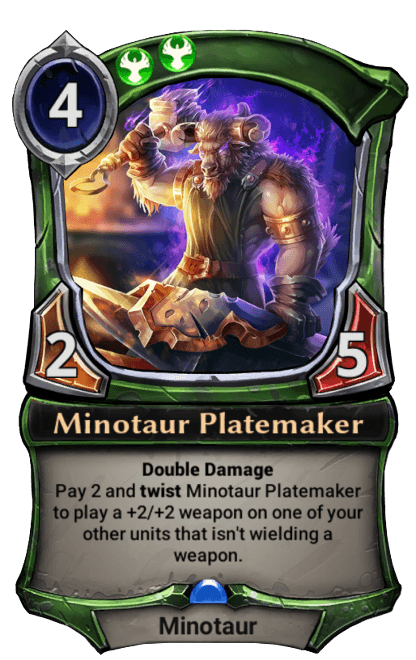 4
2
5
Minotaur Platemaker
Double Damage
Pay 2 and twist Minotaur Platemaker
to play a +2/+2 weapon on one of your
other units that isn't wielding a
weapon.
Minotaur